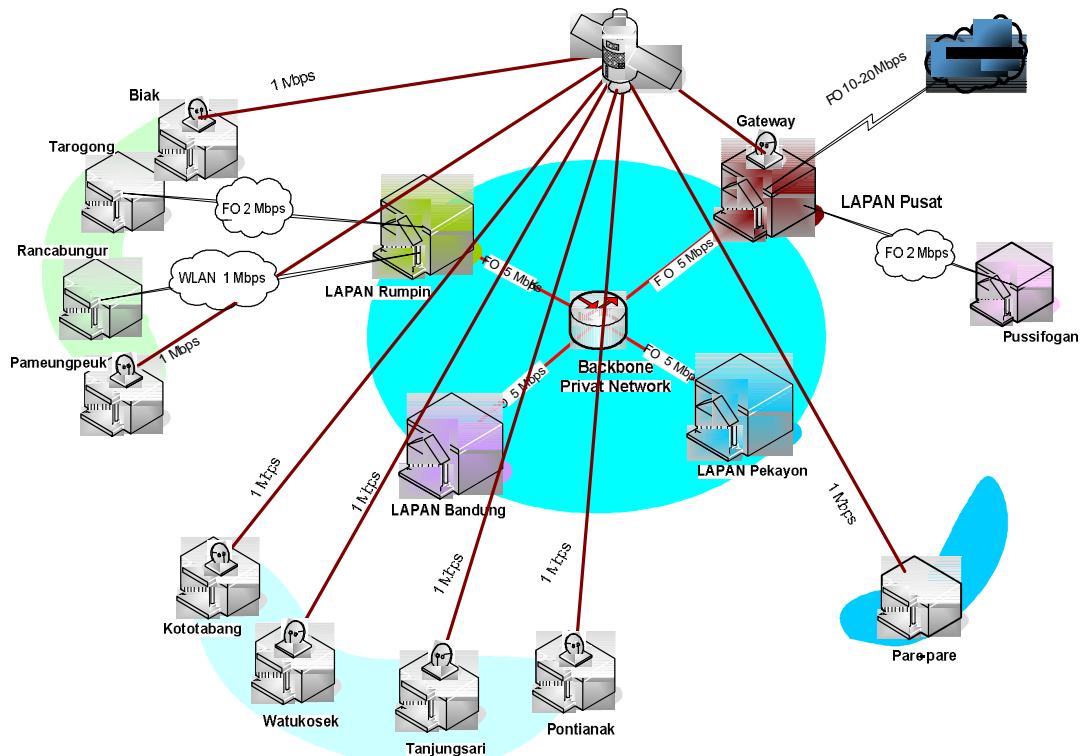 1 Mbps
Biak
FO 10-20 Mbps
Gateway
Tarogong
FO 2 Mbps
LAPAN Pusat
FO 2 Mbps
Rancabungur
WLAN 1 Mbps
LAPAN Rumpin
FO 5 Mbps
FO 5 Mbps
Pussifogan
Pameungpeuk
1 Mbps
Backbone
Privat Network
FO 5 Mbps
5 Mbps
LAPAN Pekayon
LAPAN Bandung
1 Mbps
1 Mbps
1 Mbps
1 Mbps
1 Mbps
Kototabang
Watukosek
Tanjungsari
Pontianak
Pare-pare